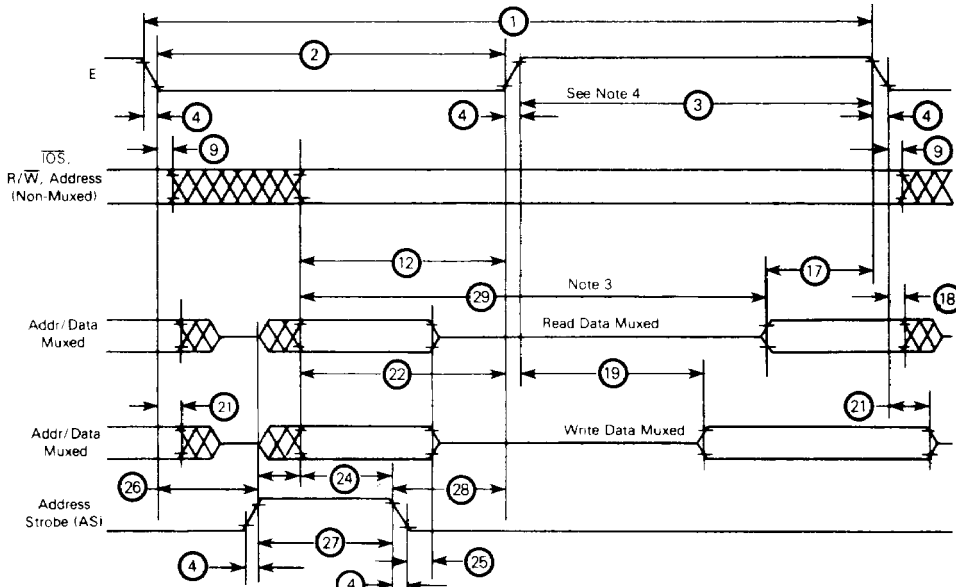 1
2
E
See Note 4
3
4
4
4
9
9
IOS,
R/W, Address
(Non-Muxed)
12
17
29
Note 3
18
Addr/Data
Muxed
Read Data Muxed
22
19
21
21
Addr/Data
Muxed
Write Data Muxed
26
24
28
Address
Strobe (AS)
27
25
4
4